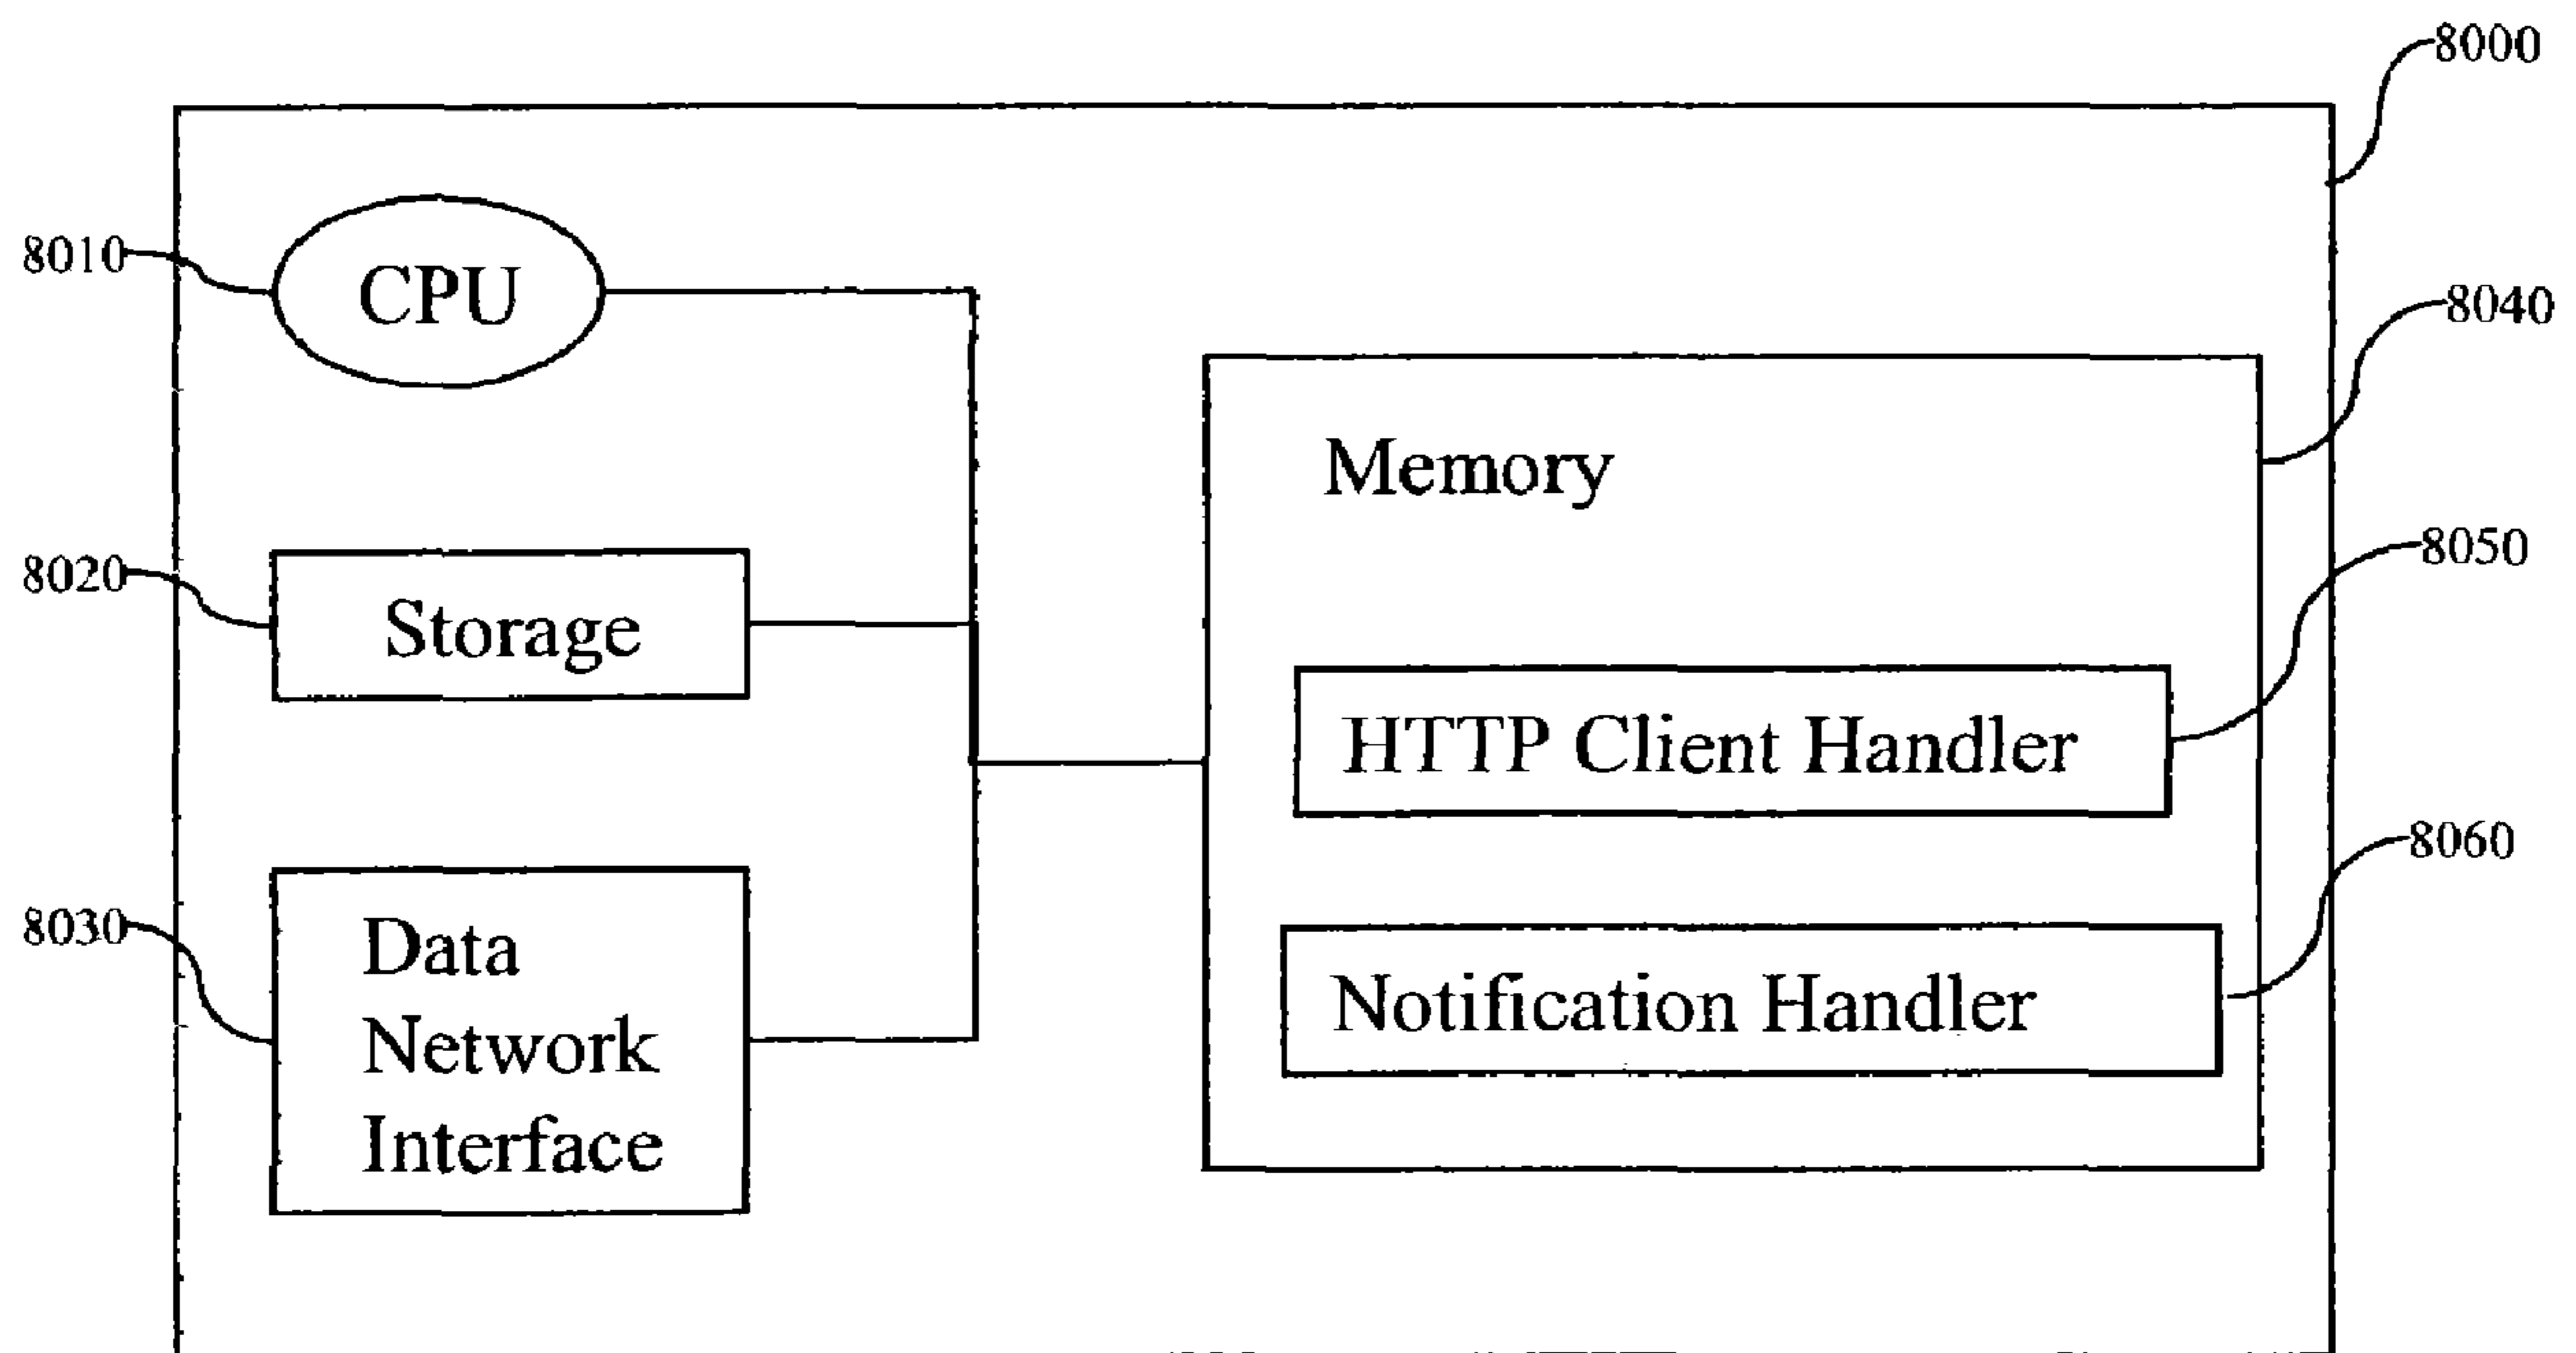 8000
8010
CPU
8040
Memory
8020
Storage
8050
HTTP Client Handler
8060
8030
Data
Network
Interface
Notification Handler